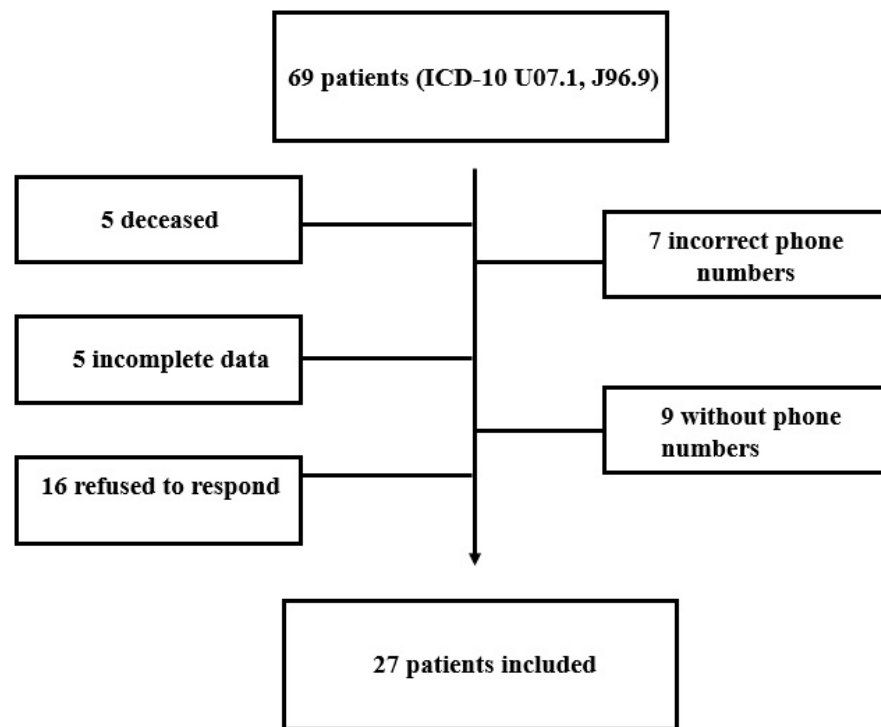 69 patients (ICD-10 U07.1, J96.9)
5 deceased
7 incorrect phone
numbers
5 incomplete data
9 without phone
numbers
16 refused to respond
27 patients included